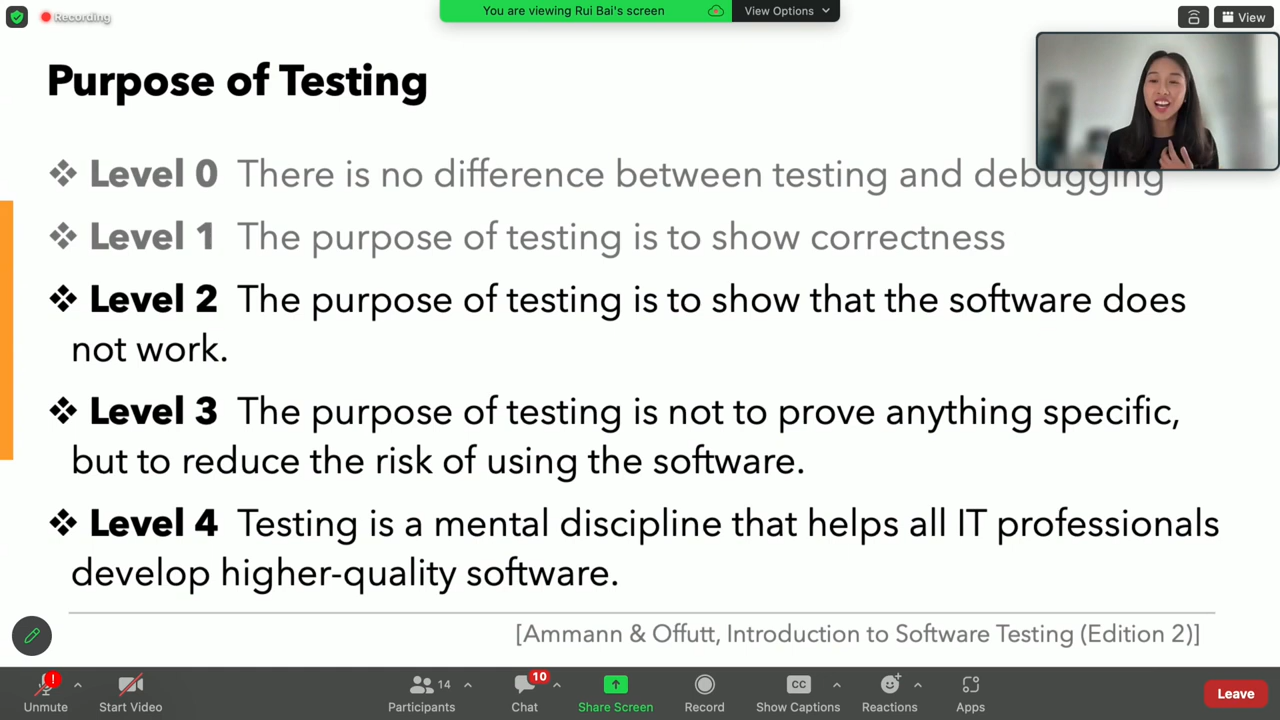 Recording
You are viewing Rui Bai's screen
View Options
View
Purpose of Testing
❖ Level 0 There is no difference between testing and debugging
❖ Level 1 The purpose of testing is to show correctness
❖ Level 2 The purpose of testing is to show that the software does
not work.
❖ Level 3 The purpose of testing is not to prove anything specific,
but to reduce the risk of using the software.
❖ Level 4 Testing is a mental discipline that helps all IT professionals
develop higher-quality software.
[Ammann & Offutt, Introduction to Software Testing (Edition 2)]
! 14 10 CC
Unmute Start Video Participants Chat Share Screen Record Show Captions Reactions Apps Leave